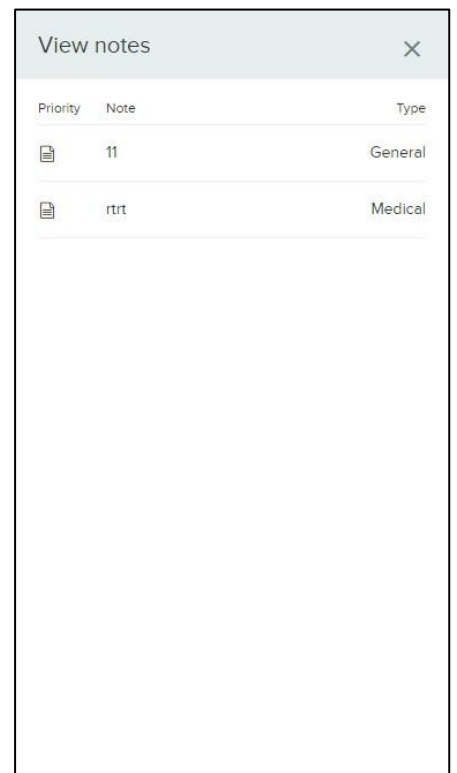 View notes
Priority Note Type
11 General
rtrt Medical